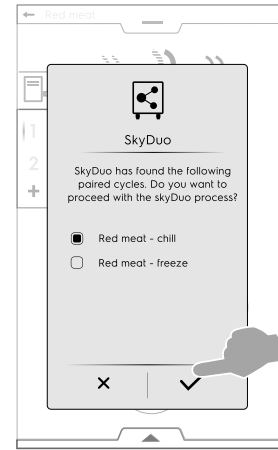 Red meat
1
2
SkyDuo
SkyDuo has found the following
paired cycles. Do you want to
proceed with the skyDuo process?
Red meat - chill
Red meat - freeze